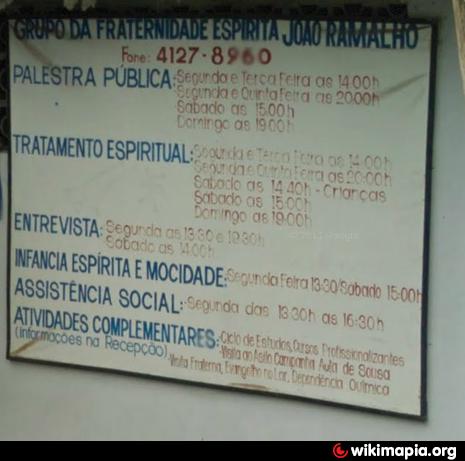 GRUPO DA FRATERNIDADE ESPÍRITA JOÃO RAMALHO
Fone: 4127-8960
PALESTRA PÚBLICA: Segunda e Terça Feira as 14:00h
Segunda e Quinta Feira as 20:00h
Sabado as 15:00h
Domingo as 19:00h
TRATAMENTO ESPIRITUAL: Segunda e Terça Feira as 14:00h
Segunda e Quinta Feira as 20:00h
Sabado as 14:40h - Crianças
Sabado as 15:00h
Domingo as 19:00h
ENTREVISTA: Segunda as 13:30 e 19:30h
Sabado as 14:00h
INFANCIA ESPÍRITA E MOCIDADE: Segunda Feira 13:30/Sabado 15:00h
ASSISTÊNCIA SOCIAL: Segunda das 13:30h as 16:30h
ATIVIDADES COMPLEMENTARES: Ciclo de Estudos, Cursos Profissionalizantes
(Informações na Recepção) -Visita ao Asilo Campanha Aula de Sousa
-Visita Fraterna, Evangelho no Lar, Dependência Química
wikimapia.org